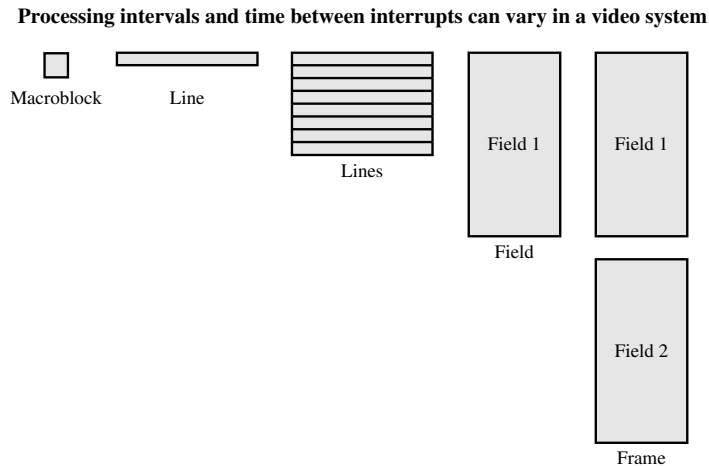 Processing intervals and time between interrupts can vary in a video system
Macroblock
Line
Lines
Field 1
Field
Field 1
Field 2
Frame